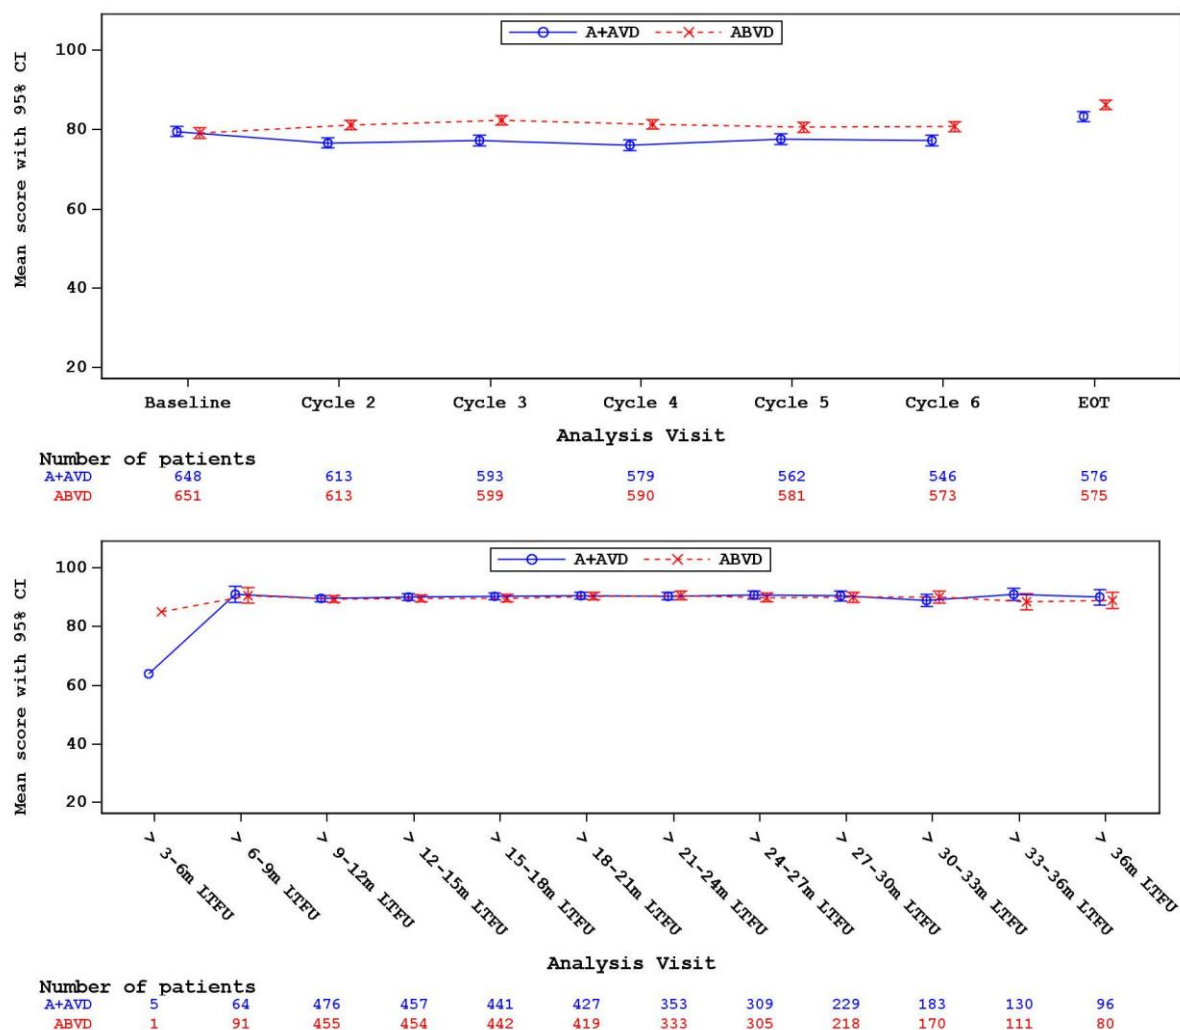 A+AVD ABVD
Mean score with 95% CI
100
80
60
40
20
Baseline Cycle 2 Cycle 3 Cycle 4 Cycle 5 Cycle 6 EOT
Analysis Visit
Number of patients
A+AVD 648 613 593 579 562 546 576
ABVD 651 613 599 590 581 573 575
A+AVD ABVD
Mean score with 95% CI
100
80
60
40
20
> 3-6m LTFU
> 6-9m LTFU
> 9-12m LTFU
> 12-15m LTFU
> 15-18m LTFU
> 18-21m LTFU
> 21-24m LTFU
> 24-27m LTFU
> 27-30m LTFU
> 30-33m LTFU
> 33-36m LTFU
> 36m LTFU
Analysis Visit
Number of patients
A+AVD 5 64 476 457 441 427 353 309 229 183 130 96
ABVD 1 91 455 454 442 419 333 305 218 170 111 80